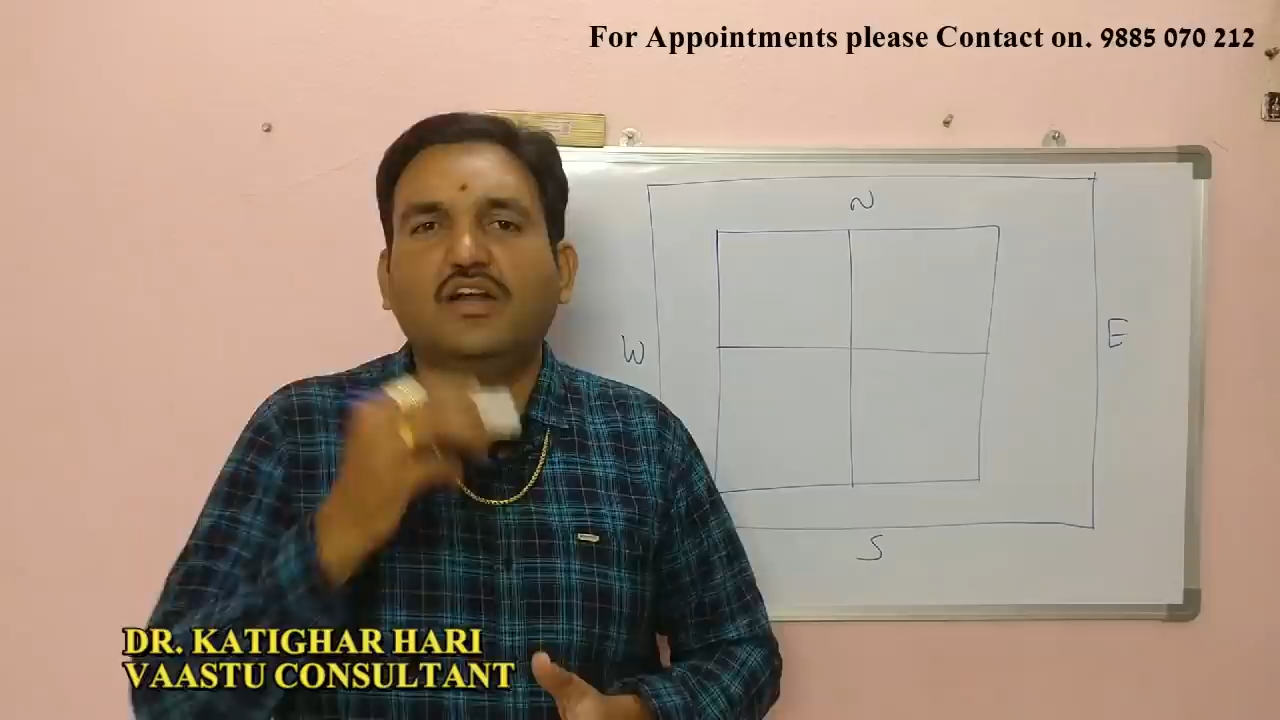 For Appointments please Contact on. 9885 070 212
N
W
E
S
DR. KATIGHAR HARI
VAASTU CONSULTANT